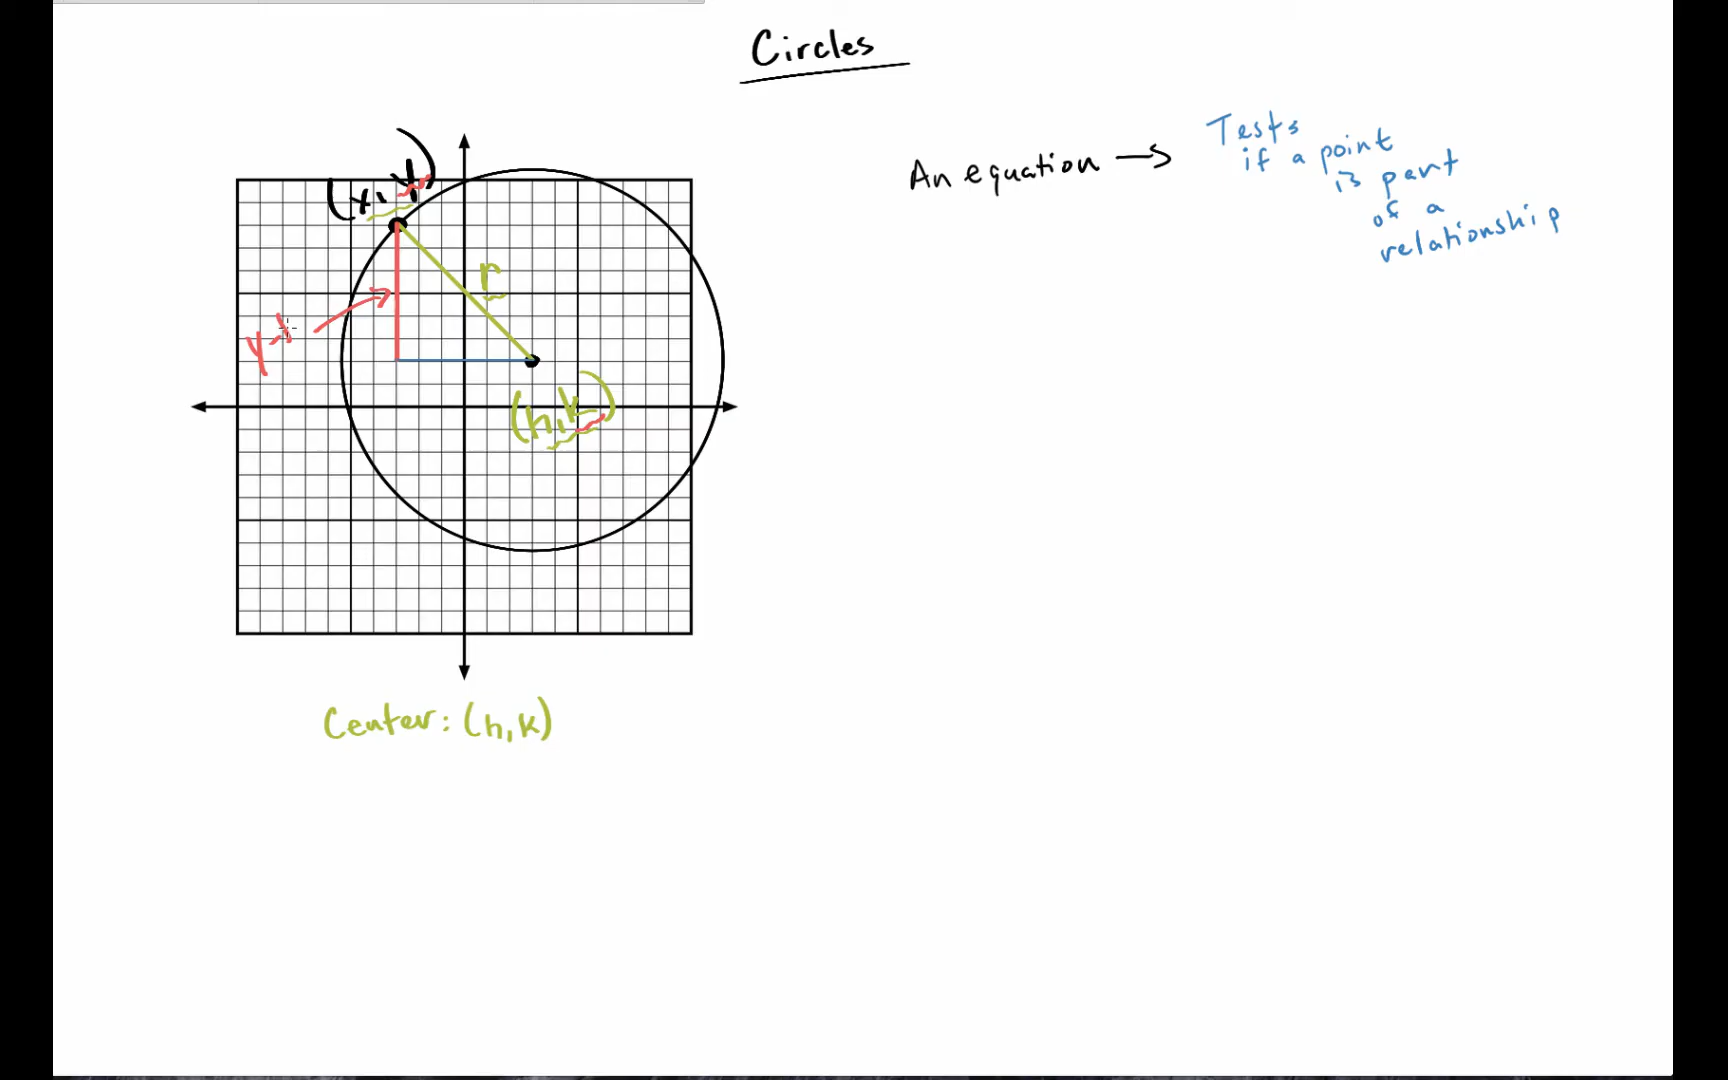 Circles
An equation →
Tests
if a point
is part
of a
relationship
(x,y)
r
(h,k)
Center: (h,k)